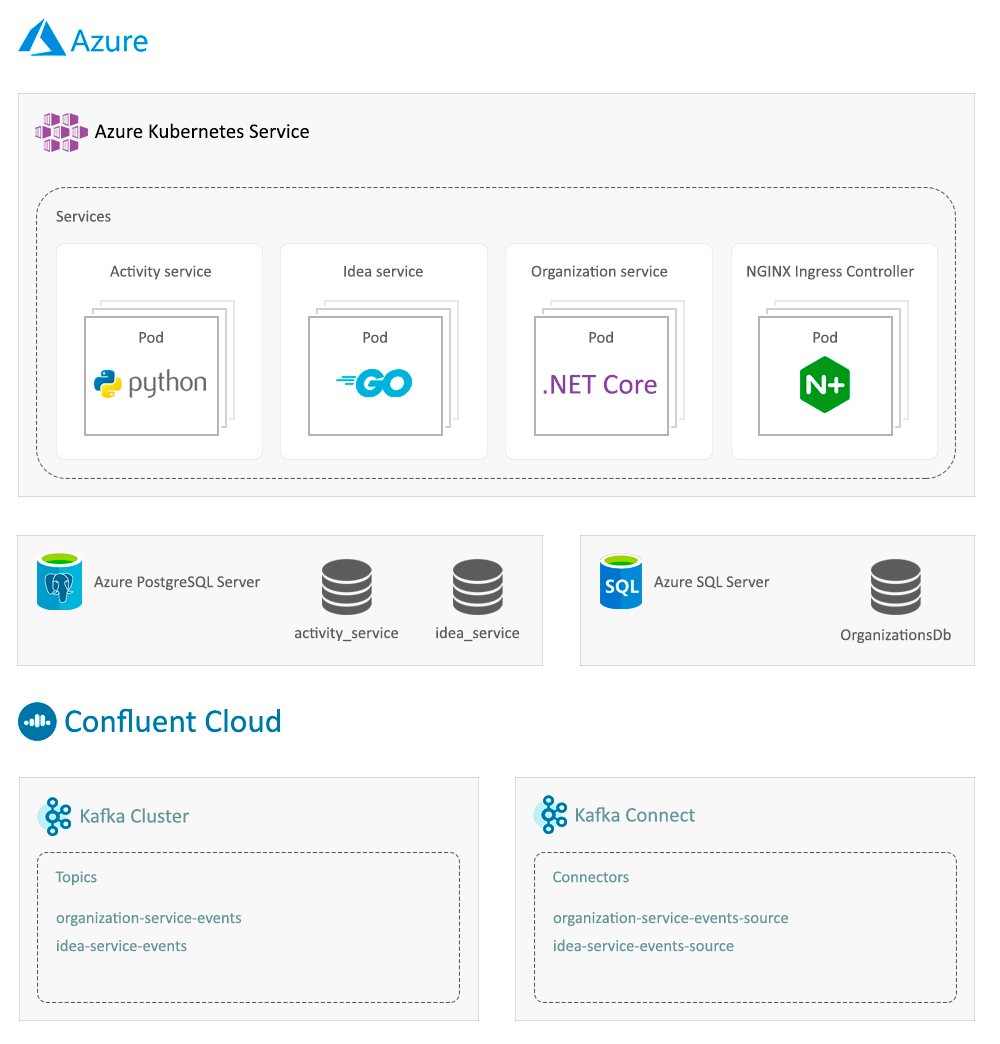 Azure
Azure Kubernetes Service
Services
Activity service
Pod
python
Idea service
Pod
GO
Organization service
Pod
.NET Core
NGINX Ingress Controller
Pod
N+
Azure PostgreSQL Server
activity_service
idea_service
SQL
Azure SQL Server
OrganizationsDb
Confluent Cloud
Kafka Cluster
Topics
organization-service-events
idea-service-events
Kafka Connect
Connectors
organization-service-events-source
idea-service-events-source